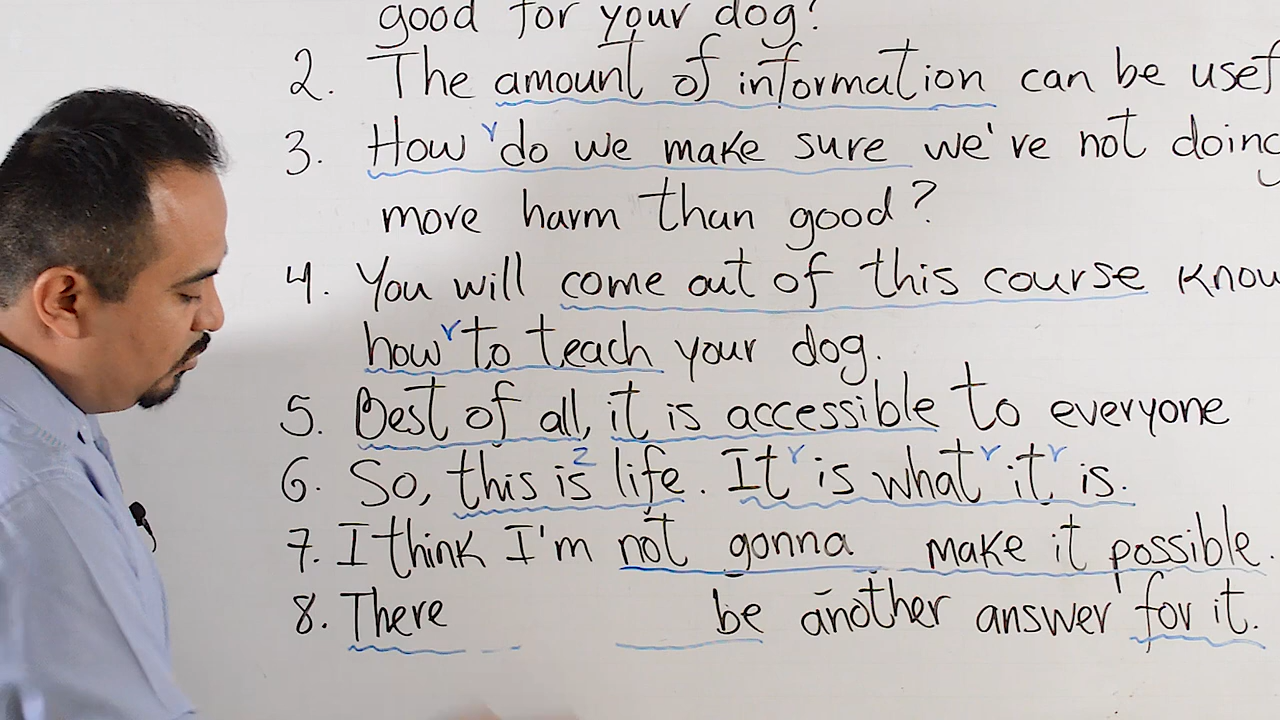 good for your dog?
2. The amount of information can be usef
3. How r do we make sure we've not doing
more harm than good?
4. You will come out of this course know
how r to teach your dog.
5. Best of all, it is accessible to everyone
6. So, this is z life. It r is what r it r is.
7. I think I'm not gonna make it possible.
8. There be another answer for it.